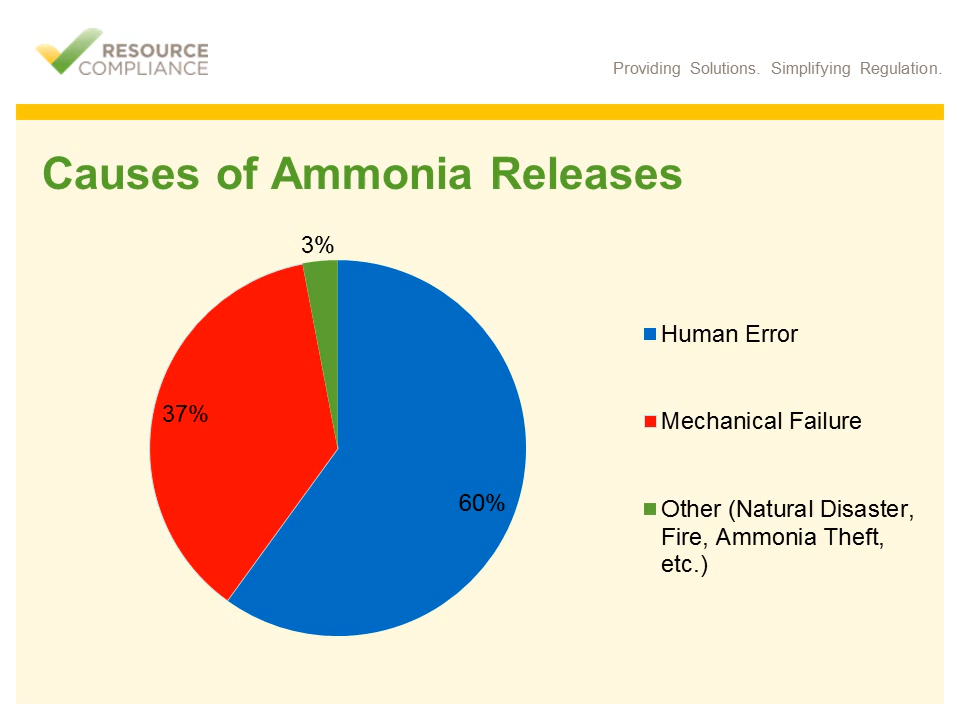 RESOURCE
COMPLIANCE
Providing Solutions. Simplifying Regulation.
Causes of Ammonia Releases
3%
37%
60%
Human Error
Mechanical Failure
Other (Natural Disaster,
Fire, Ammonia Theft,
etc.)